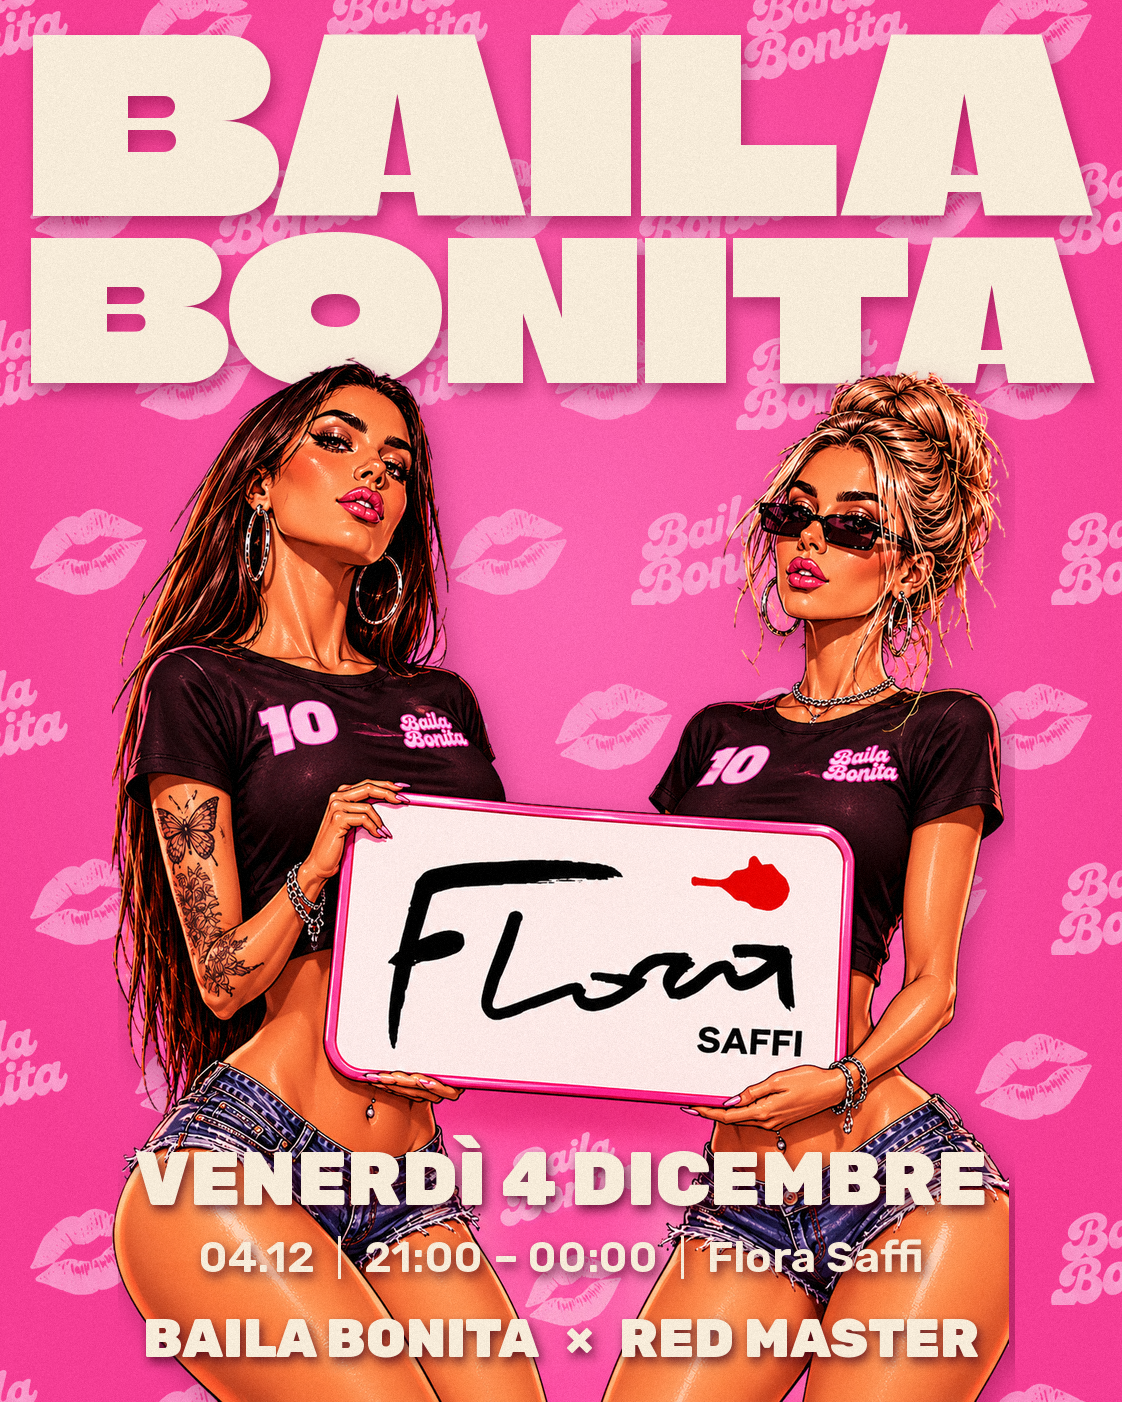 BAILA
BONITA
10
Baila
Bonita
10
Baila
Bonita
Flora
SAFFI
VENERDÌ 4 DICEMBRE
04.12 | 21:00 – 00:00 | Flora Saffi
BAILA BONITA × RED MASTER